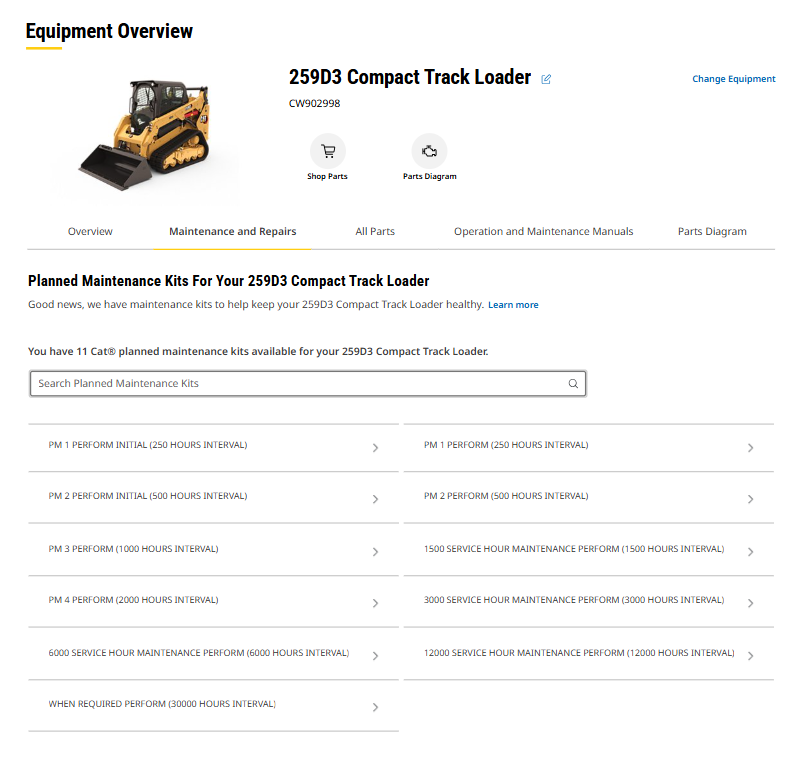 Equipment Overview
259D3 Compact Track Loader
Change Equipment
CW902998
Shop Parts
Parts Diagram
Overview
Maintenance and Repairs
All Parts
Operation and Maintenance Manuals
Parts Diagram
Planned Maintenance Kits For Your 259D3 Compact Track Loader
Good news, we have maintenance kits to help keep your 259D3 Compact Track Loader healthy. Learn more
You have 11 Cat® planned maintenance kits available for your 259D3 Compact Track Loader.
Search Planned Maintenance Kits
PM 1 PERFORM INITIAL (250 HOURS INTERVAL)
PM 1 PERFORM (250 HOURS INTERVAL)
PM 2 PERFORM INITIAL (500 HOURS INTERVAL)
PM 2 PERFORM (500 HOURS INTERVAL)
PM 3 PERFORM (1000 HOURS INTERVAL)
1500 SERVICE HOUR MAINTENANCE PERFORM (1500 HOURS INTERVAL)
PM 4 PERFORM (2000 HOURS INTERVAL)
3000 SERVICE HOUR MAINTENANCE PERFORM (3000 HOURS INTERVAL)
6000 SERVICE HOUR MAINTENANCE PERFORM (6000 HOURS INTERVAL)
12000 SERVICE HOUR MAINTENANCE PERFORM (12000 HOURS INTERVAL)
WHEN REQUIRED PERFORM (30000 HOURS INTERVAL)